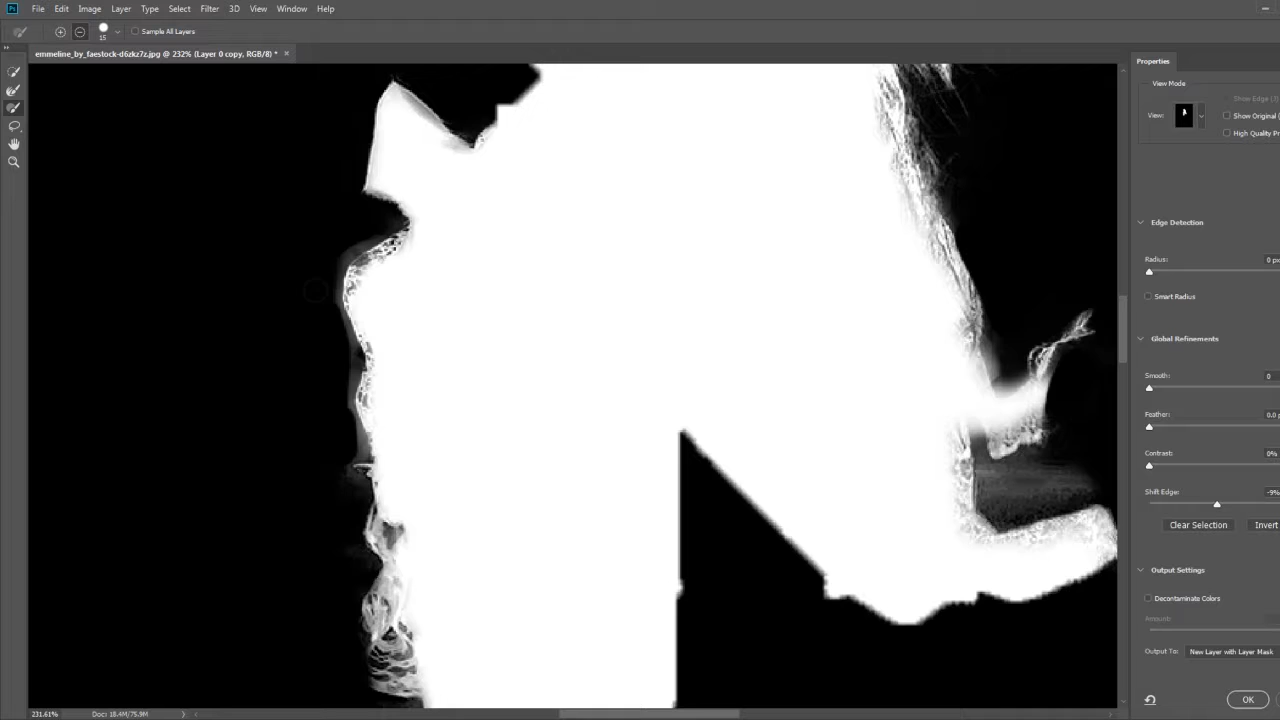 Ps File Edit Image Layer Type Select Filter 3D View Window Help
15 Sample All Layers
emmeline_by_faestock-d6zkz7z.jpg @ 232% (Layer 0 copy, RGB/8) * ×
Properties
View Mode
Show Edge (J)
View:
Show Original (
High Quality Pr
Edge Detection
Radius: 0 px
Smart Radius
Global Refinements
Smooth: 0
Feather: 0.0 p
Contrast: 0%
Shift Edge: -9%
Clear Selection Invert
Output Settings
Decontaminate Colors
Amount:
Output To: New Layer with Layer Mask
OK
231.61% Doc: 18.4M/75.9M